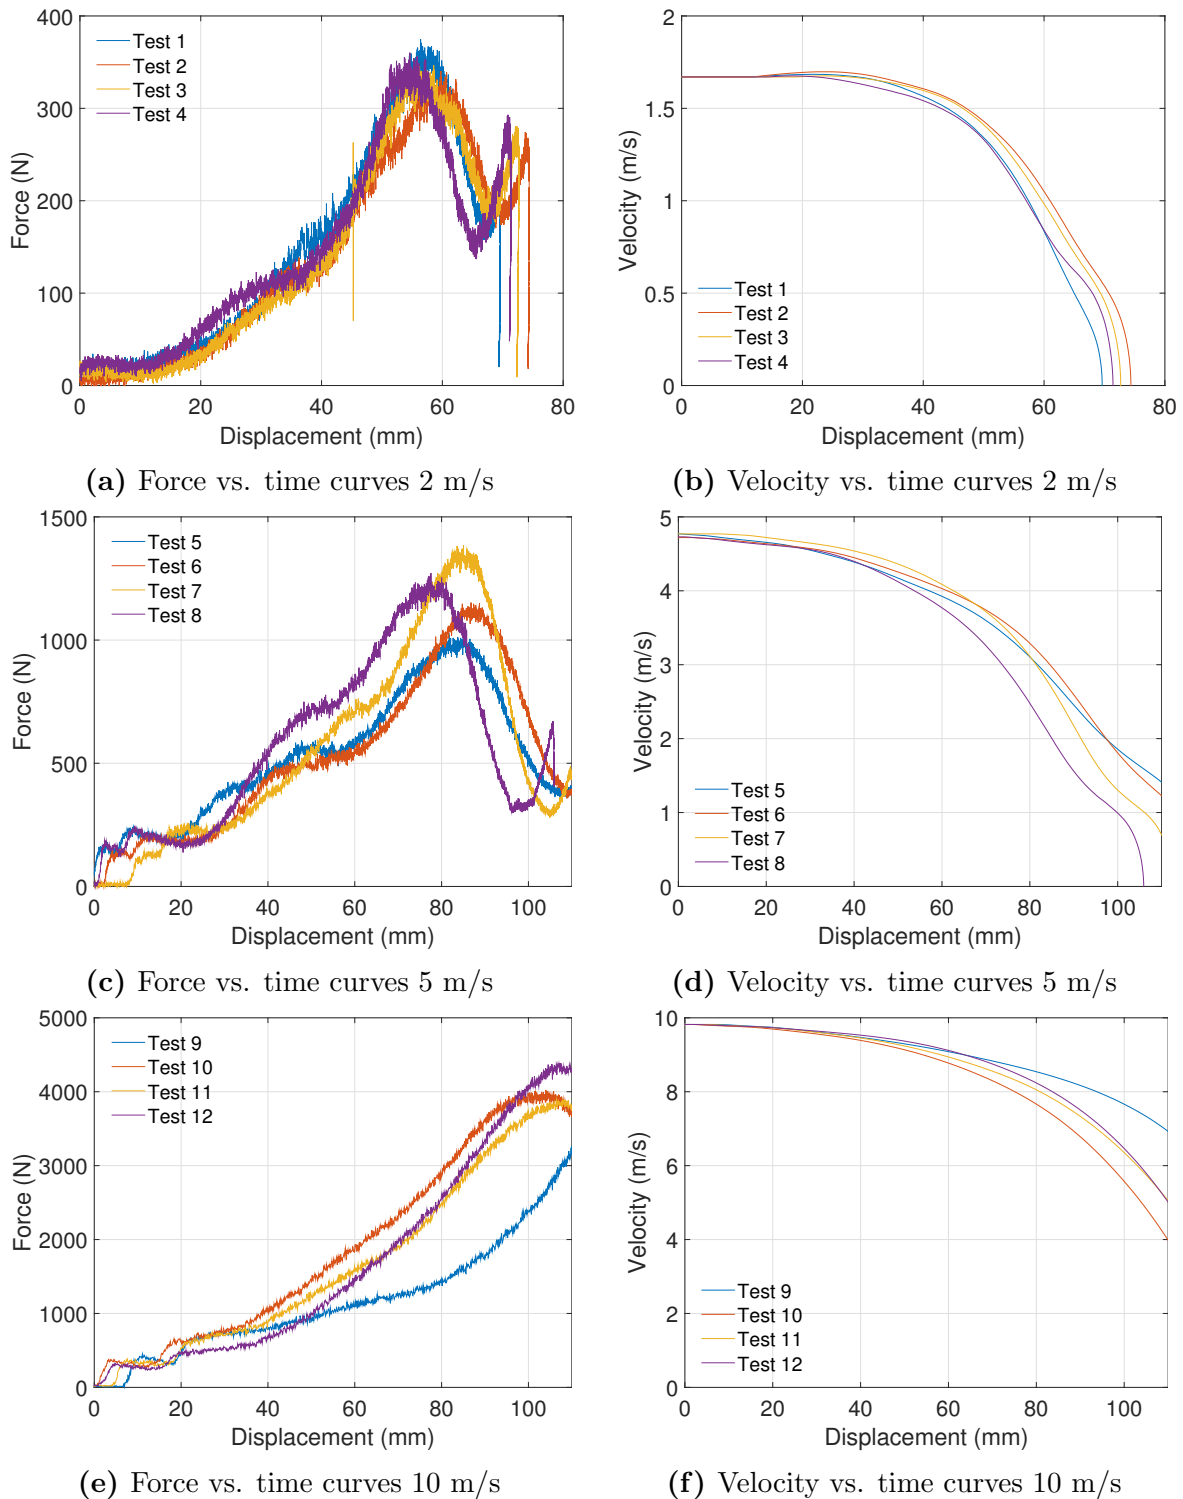 400
300
200
100
0
Force (N)
Test 1
Test 2
Test 3
Test 4
0 20 40 60 80
Displacement (mm)
(a) Force vs. time curves 2 m/s
2
1.5
1
0.5
0
Velocity (m/s)
Test 1
Test 2
Test 3
Test 4
0 20 40 60 80
Displacement (mm)
(b) Velocity vs. time curves 2 m/s
1500
1000
500
0
Force (N)
Test 5
Test 6
Test 7
Test 8
0 20 40 60 80 100
Displacement (mm)
(c) Force vs. time curves 5 m/s
5
4
3
2
1
0
Velocity (m/s)
Test 5
Test 6
Test 7
Test 8
0 20 40 60 80 100
Displacement (mm)
(d) Velocity vs. time curves 5 m/s
5000
4000
3000
2000
1000
0
Force (N)
Test 9
Test 10
Test 11
Test 12
0 20 40 60 80 100
Displacement (mm)
(e) Force vs. time curves 10 m/s
10
8
6
4
2
0
Velocity (m/s)
Test 9
Test 10
Test 11
Test 12
0 20 40 60 80 100
Displacement (mm)
(f) Velocity vs. time curves 10 m/s